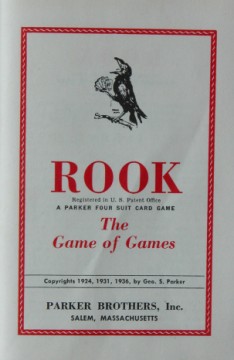 ROOK
Registered in U. S. Patent Office
A PARKER FOUR SUIT CARD GAME
The
Game of Games
Copyrights 1924, 1931, 1936, by Geo. S. Parker
PARKER BROTHERS, Inc.
SALEM, MASSACHUSETTS